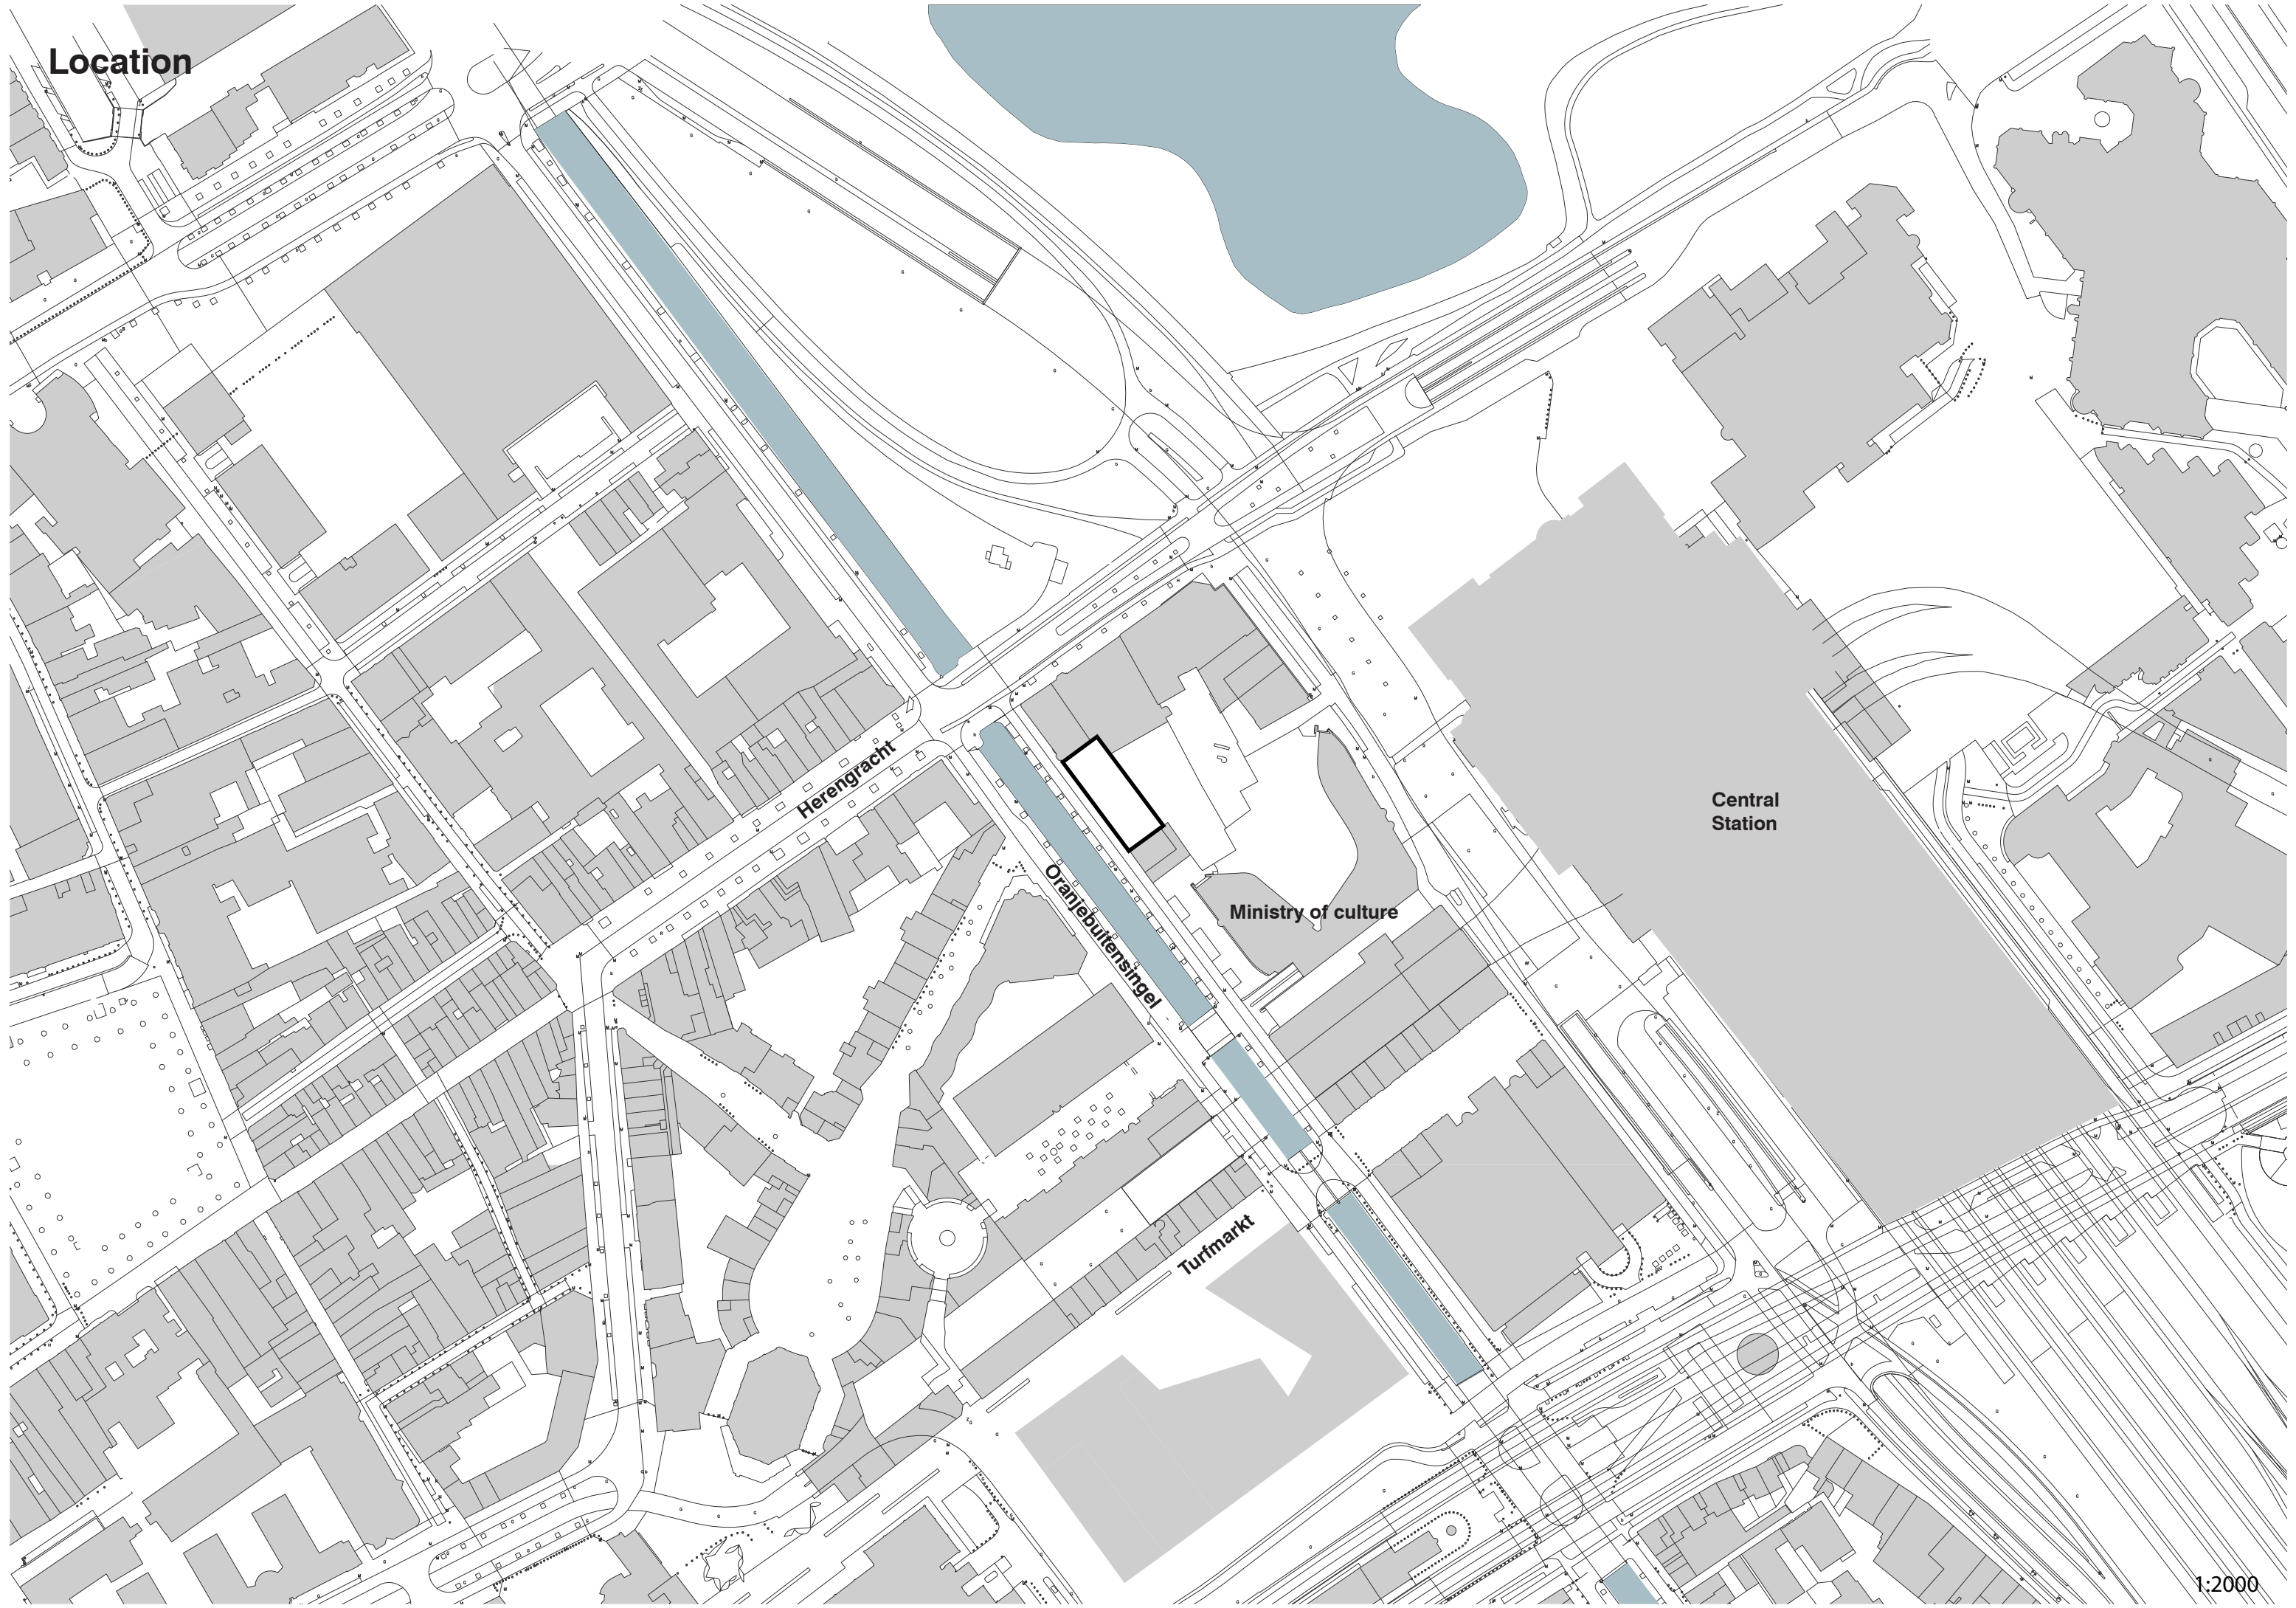 Location
Herengracht
Central
Station
Oranjebuitensingel
Ministry of culture
Turfmarkt
1:2000